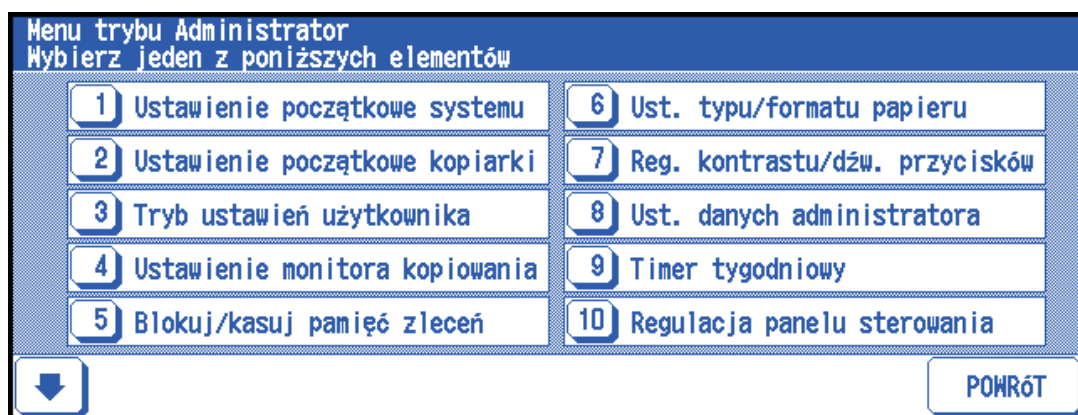 Menu trybu Administrator
Wybierz jeden z poniższych elementów
1 Ustawienie początkowe systemu
2 Ustawienie początkowe kopiarki
3 Tryb ustawień użytkownika
4 Ustawienie monitora kopiowania
5 Blokuj/kasuj pamięć zleceń
6 Ust. typu/formatu papieru
7 Reg. kontrastu/dźw. przycisków
8 Ust. danych administratora
9 Timer tygodniowy
10 Regulacja panelu sterowania
POWRóT